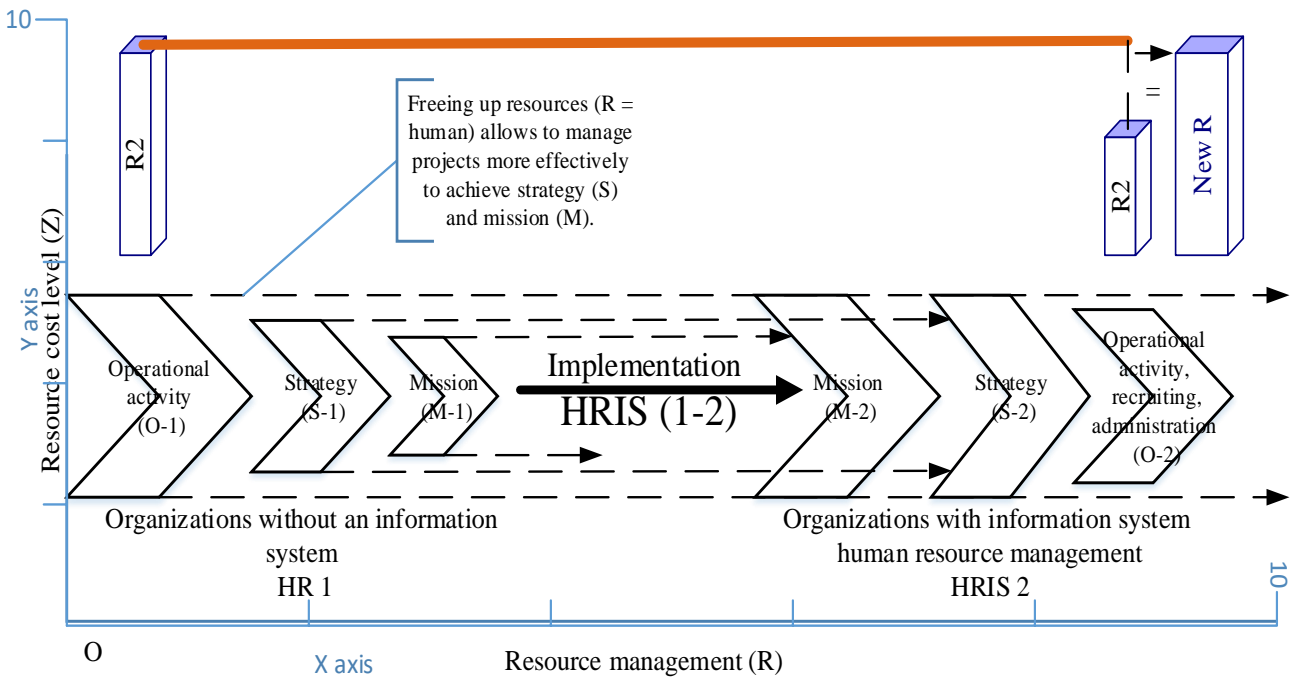 10
R2
Freeing up resources (R =
human) allows to manage
projects more effectively
to achieve strategy (S)
and mission (M).
=
R2
New R
Resource cost level (Z)
Y axis
Operational
activity
(O-1)
Strategy
(S-1)
Mission
(M-1)
Implementation
HRIS (1-2)
Mission
(M-2)
Strategy
(S-2)
Operational
activity,
recruiting,
administration
(O-2)
Organizations without an information
system
HR 1
Organizations with information system
human resource management
HRIS 2
10
O
X axis
Resource management (R)